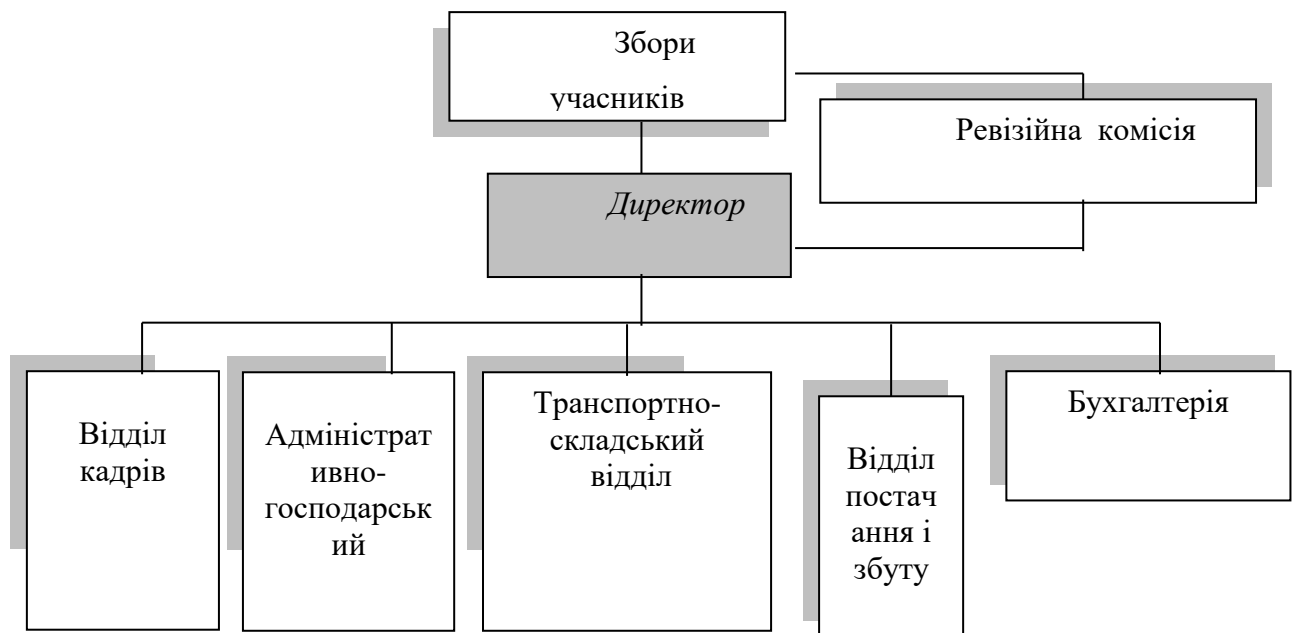 Збори
учасників
Ревізійна комісія
Директор
Відділ
кадрів
Адміністрат
ивно-
господарськ
ий
Транспортно-
складський
відділ
Відділ
постач
ання і
збуту
Бухгалтерія